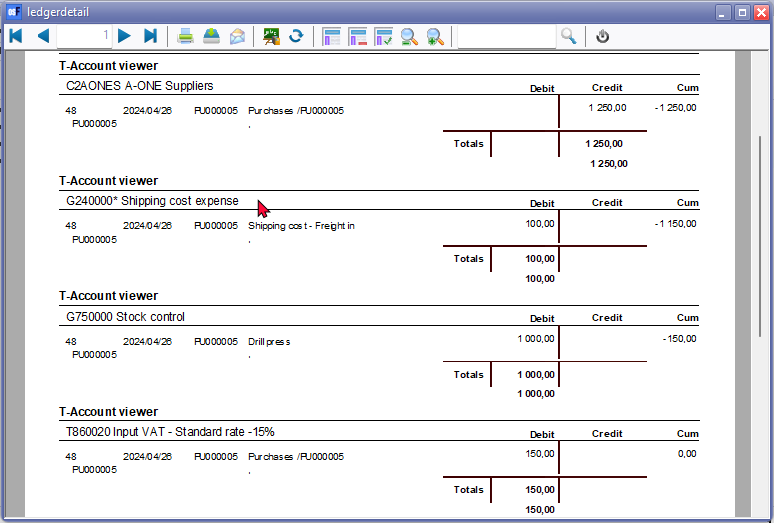 ledgerdetail
1
T-Account viewer
C2AONES A-ONE Suppliers Debit Credit Cum
48 2024/04/26 PU000005 Purchases /PU000005 1 250,00 -1 250,00
PU000005 .
Totals 1 250,00
1 250,00
T-Account viewer
G240000* Shipping cost expense Debit Credit Cum
48 2024/04/26 PU000005 Shipping cost - Freight in 100,00 -1 150,00
PU000005 .
Totals 100,00
100,00
T-Account viewer
G750000 Stock control Debit Credit Cum
48 2024/04/26 PU000005 Drill press 1 000,00 -150,00
PU000005 .
Totals 1 000,00
1 000,00
T-Account viewer
T860020 Input VAT - Standard rate -15% Debit Credit Cum
48 2024/04/26 PU000005 Purchases /PU000005 150,00 0,00
PU000005 .
Totals 150,00
150,00